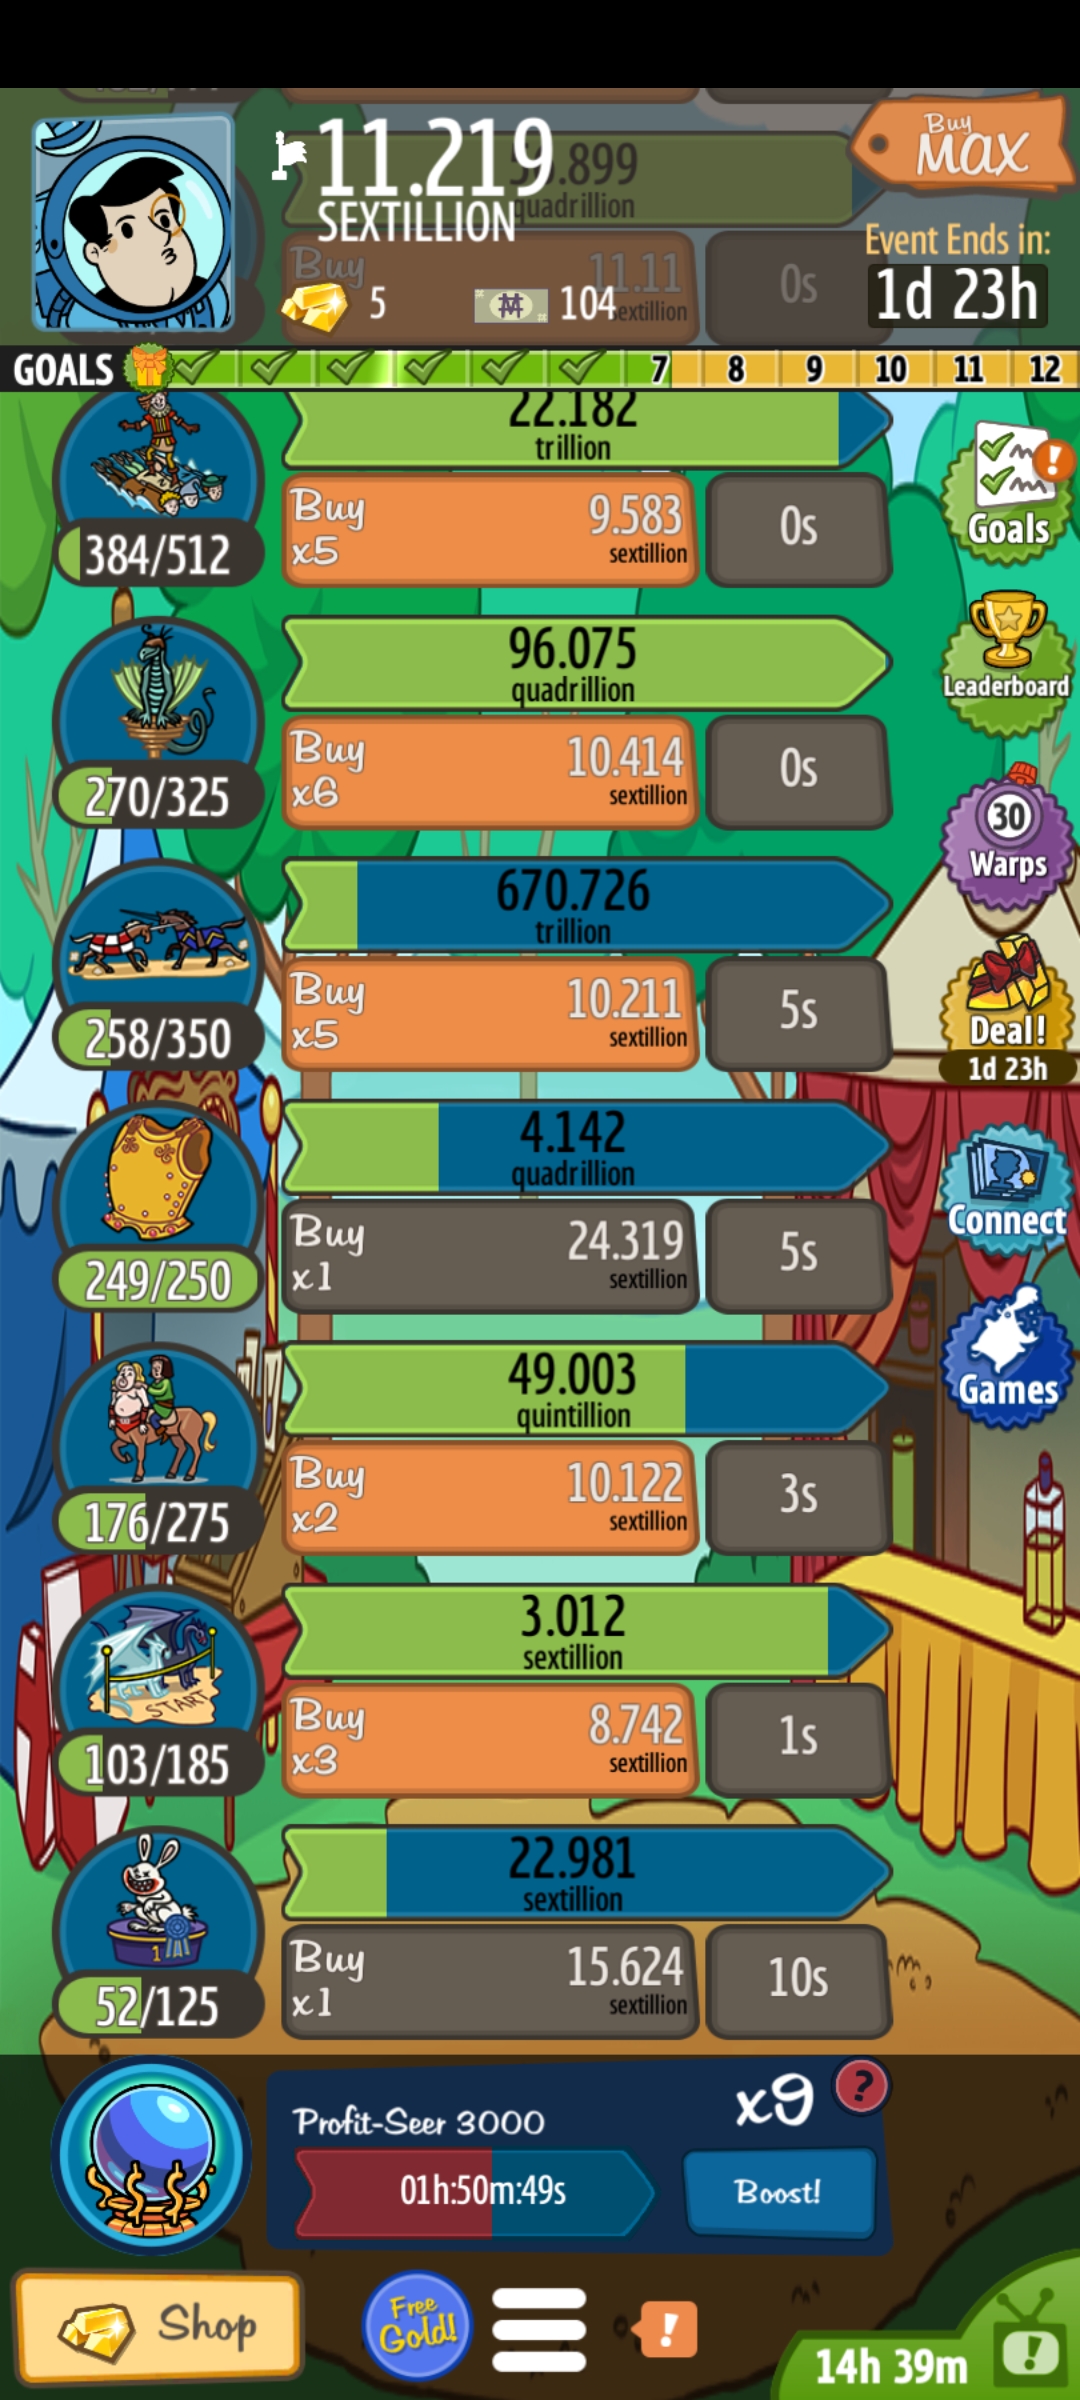 11.219
SEXTILLION
5
104
Buy
MAX
Event Ends in:
1d 23h
.899
quadrillion
Buy
11.11
sextillion
0s
GOALS
7
8
9
10
11
12
22.182
trillion
384/512
Buy
x5
9.583
sextillion
0s
Goals
96.075
quadrillion
270/325
Buy
x6
10.414
sextillion
0s
Leaderboard
30
Warps
670.726
trillion
258/350
Buy
x5
10.211
sextillion
5s
Deal!
1d 23h
4.142
quadrillion
249/250
Buy
x1
24.319
sextillion
5s
Connect
49.003
quintillion
176/275
Buy
x2
10.122
sextillion
3s
Games
3.012
sextillion
START
103/185
Buy
x3
8.742
sextillion
1s
22.981
sextillion
1
52/125
Buy
x1
15.624
sextillion
10s
Profit-Seer 3000
x9
?
01h:50m:49s
Boost!
Shop
Free
Gold!
!
14h 39m
!